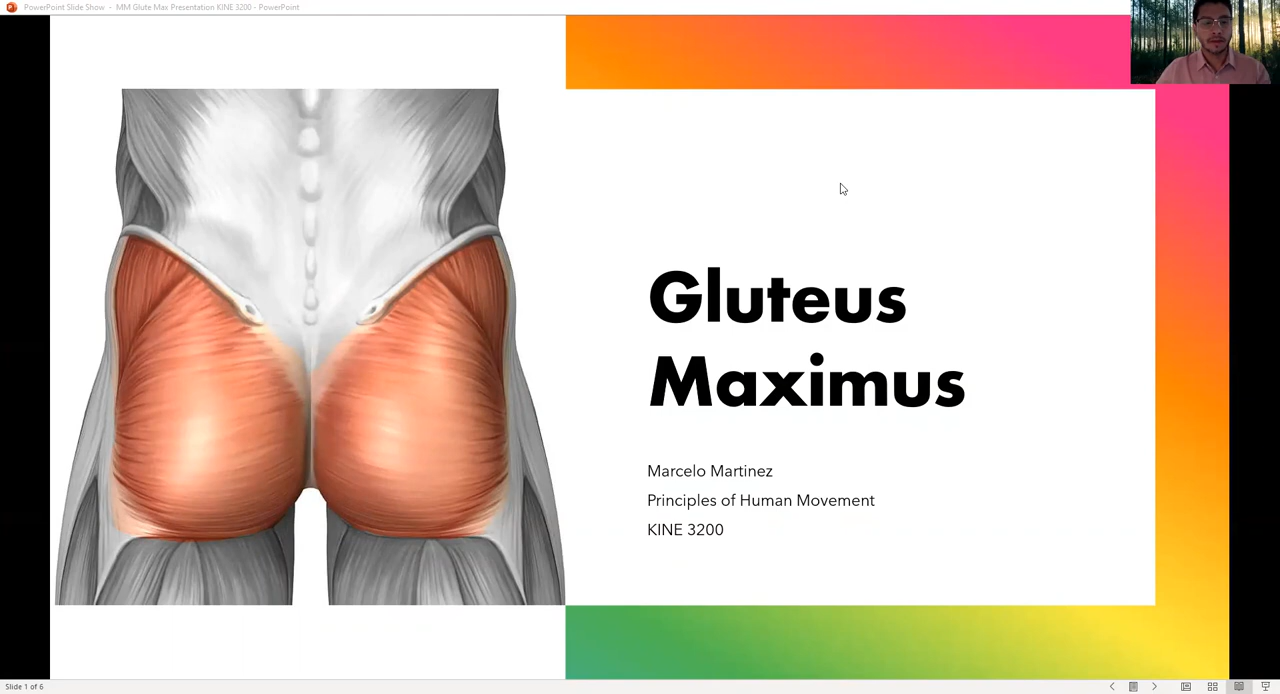 PowerPoint Slide Show - MM Glute Max Presentation KINE 3200 - PowerPoint
Gluteus
Maximus
Marcelo Martinez
Principles of Human Movement
KINE 3200
Slide 1 of 6